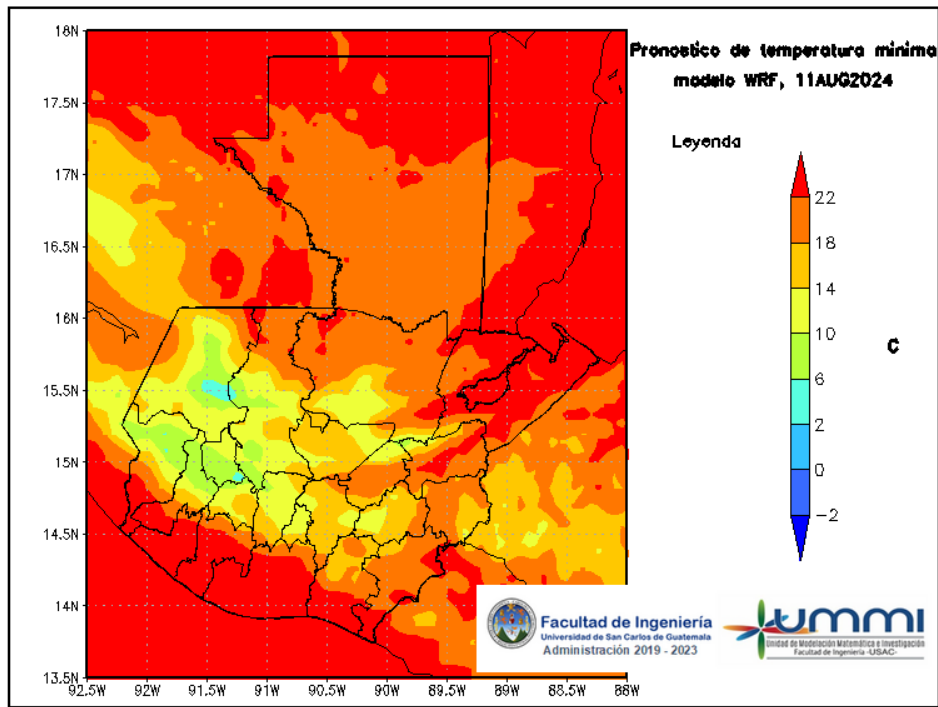 Pronostico de temperatura minima
modelo WRF, 11AUG2024
Leyenda
22
18
14
10
6
2
0
−2
C
18N
17.5N
17N
16.5N
16N
15.5N
15N
14.5N
14N
13.5N
92.5W
92W
91.5W
91W
90.5W
90W
89.5W
89W
88.5W
88W
Facultad de Ingeniería
Universidad de San Carlos de Guatemala
Administración 2019 - 2023
UMMI
Unidad de Modelación Matemática e Investigación
Facultad de Ingeniería -USAC-